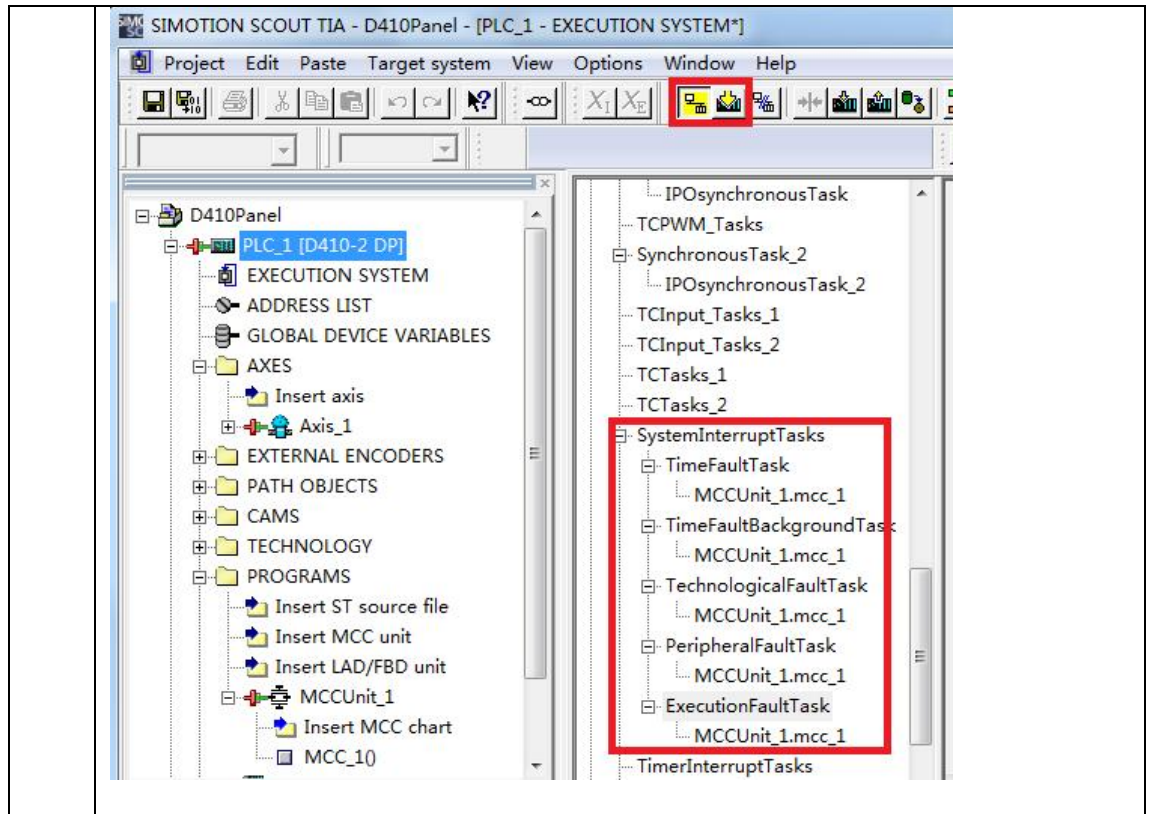 SIMOTION SCOUT TIA - D410Panel - [PLC_1 - EXECUTION SYSTEM*]
Project Edit Paste Target system View Options Window Help
D410Panel
PLC_1 [D410-2 DP]
EXECUTION SYSTEM
ADDRESS LIST
GLOBAL DEVICE VARIABLES
AXES
Insert axis
Axis_1
EXTERNAL ENCODERS
PATH OBJECTS
CAMS
TECHNOLOGY
PROGRAMS
Insert ST source file
Insert MCC unit
Insert LAD/FBD unit
MCCUnit_1
Insert MCC chart
MCC_1()
IPOsynchronousTask
TCPWM_Tasks
SynchronousTask_2
IPOsynchronousTask_2
TCInput_Tasks_1
TCInput_Tasks_2
TCTasks_1
TCTasks_2
SystemInterruptTasks
TimeFaultTask
MCCUnit_1.mcc_1
TimeFaultBackgroundTask
MCCUnit_1.mcc_1
TechnologicalFaultTask
MCCUnit_1.mcc_1
PeripheralFaultTask
MCCUnit_1.mcc_1
ExecutionFaultTask
MCCUnit_1.mcc_1
TimerInterruptTasks